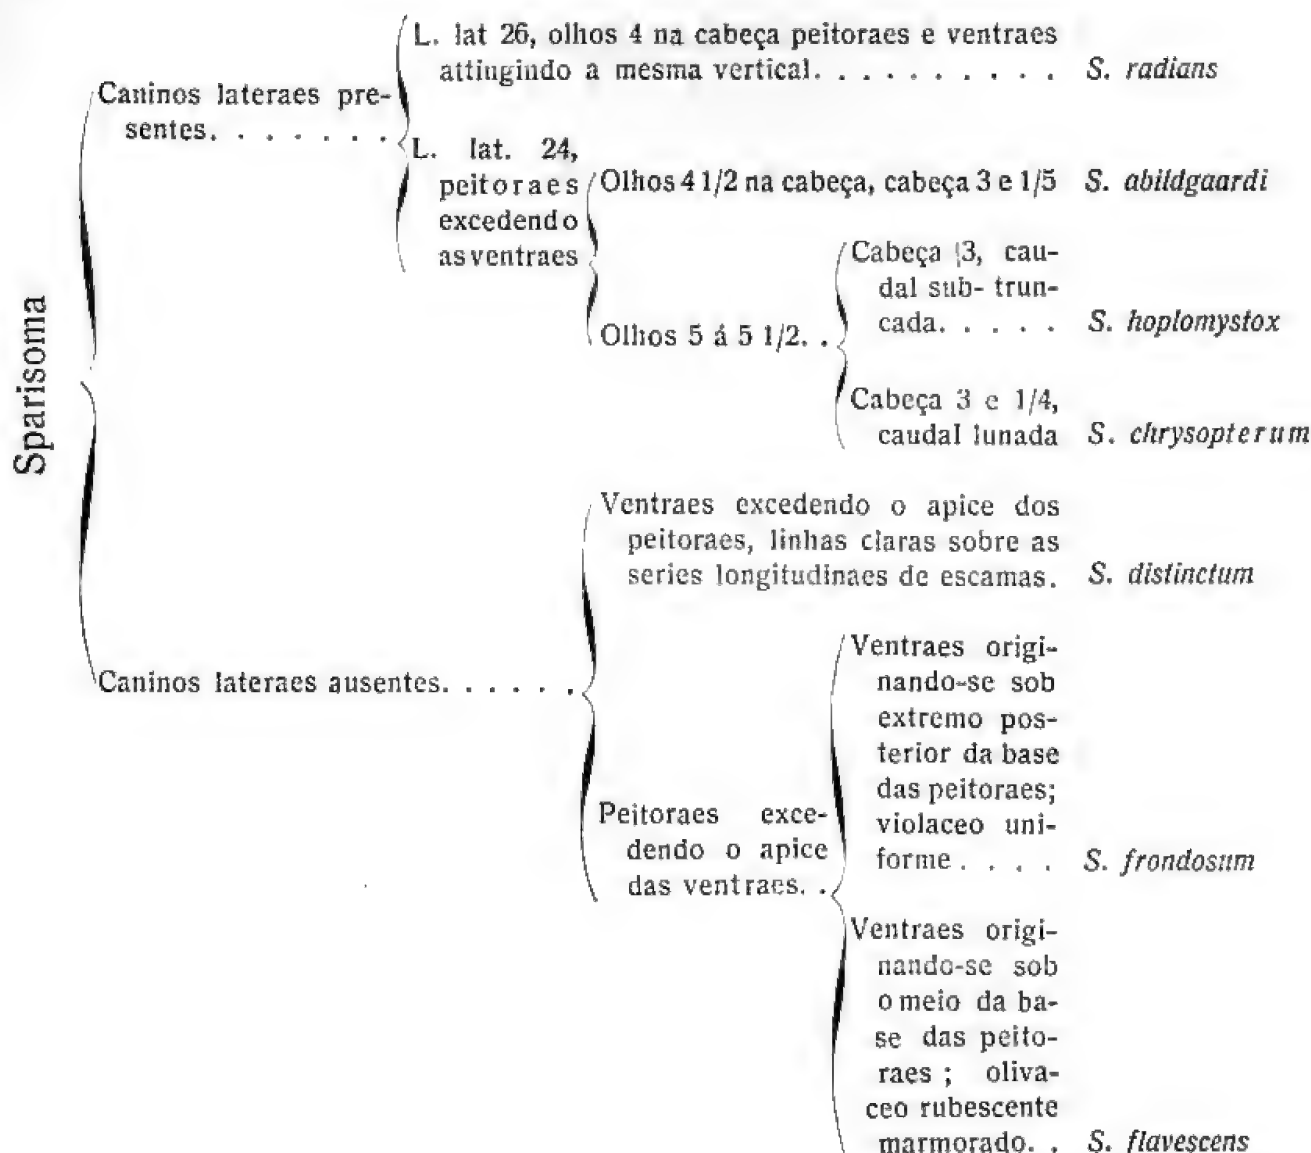 Sparisoma
Caninos lateraes pre-
sentes. . . . . . .
L. lat 26, olhos 4 na cabeça peitoraes e ventraes
attingindo a mesma vertical. . . . . . . . . . S. radians
L. lat. 24,
peitoraes
excedendo
as ventraes
Olhos 4 1/2 na cabeça, cabeça 3 e 1/5 S. abildgaardi
Olhos 5 á 5 1/2. .
Cabeça 3, cau-
dal sub- trun-
cada. . . . . S. hoplomystox
Cabeça 3 e 1/4,
caudal lunada S. chrysopterum
Caninos lateraes ausentes. . . . . .
Ventraes excedendo o apice dos
peitoraes, linhas claras sobre as
series longitudinaes de escamas. S. distinctum
Peitoraes exce-
dendo o apice
das ventraes. .
Ventraes origi-
nando-se sob
extremo pos-
terior da base
das peitoraes;
violaceo uni-
forme . . . . S. frondosum
Ventraes origi-
nando-se sob
o meio da ba-
se das peito-
raes ; oliva-
ceo rubescente
marmorado. . S. flavescens